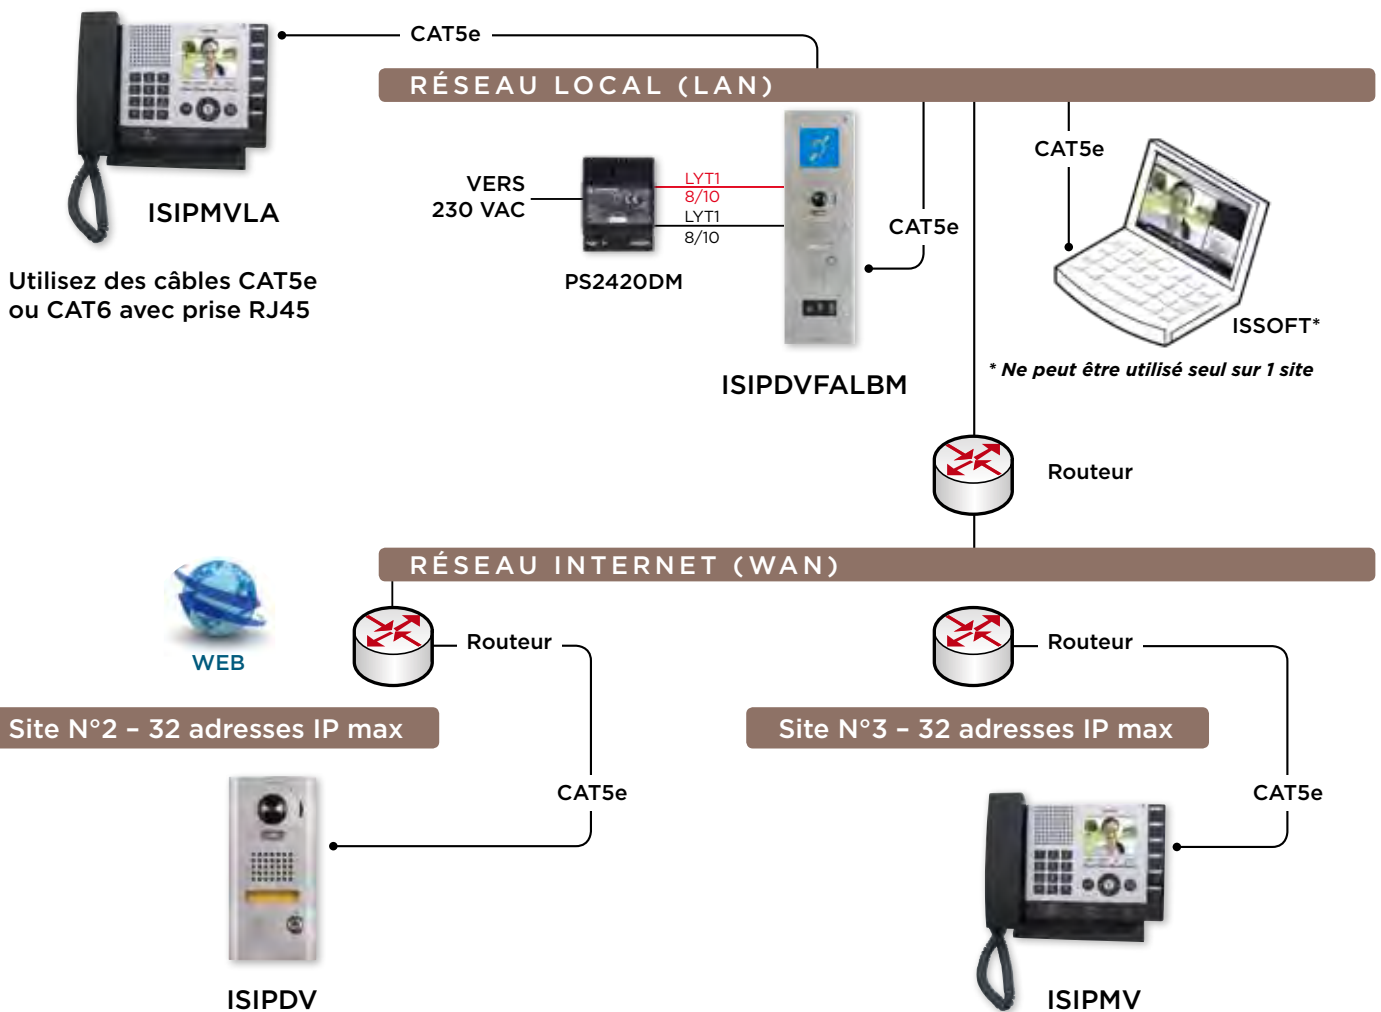 CAT5e
RÉSEAU LOCAL (LAN)
ISIPMVLA
Utilisez des câbles CAT5e
ou CAT6 avec prise RJ45
VERS
230 VAC
LYT1
8/10
LYT1
8/10
PS2420DM
CAT5e
ISIPDVFALBM
CAT5e
ISSOFT*
* Ne peut être utilisé seul sur 1 site
Routeur
RÉSEAU INTERNET (WAN)
WEB
Routeur
Routeur
Site N°2 – 32 adresses IP max
Site N°3 – 32 adresses IP max
CAT5e
CAT5e
ISIPDV
ISIPMV